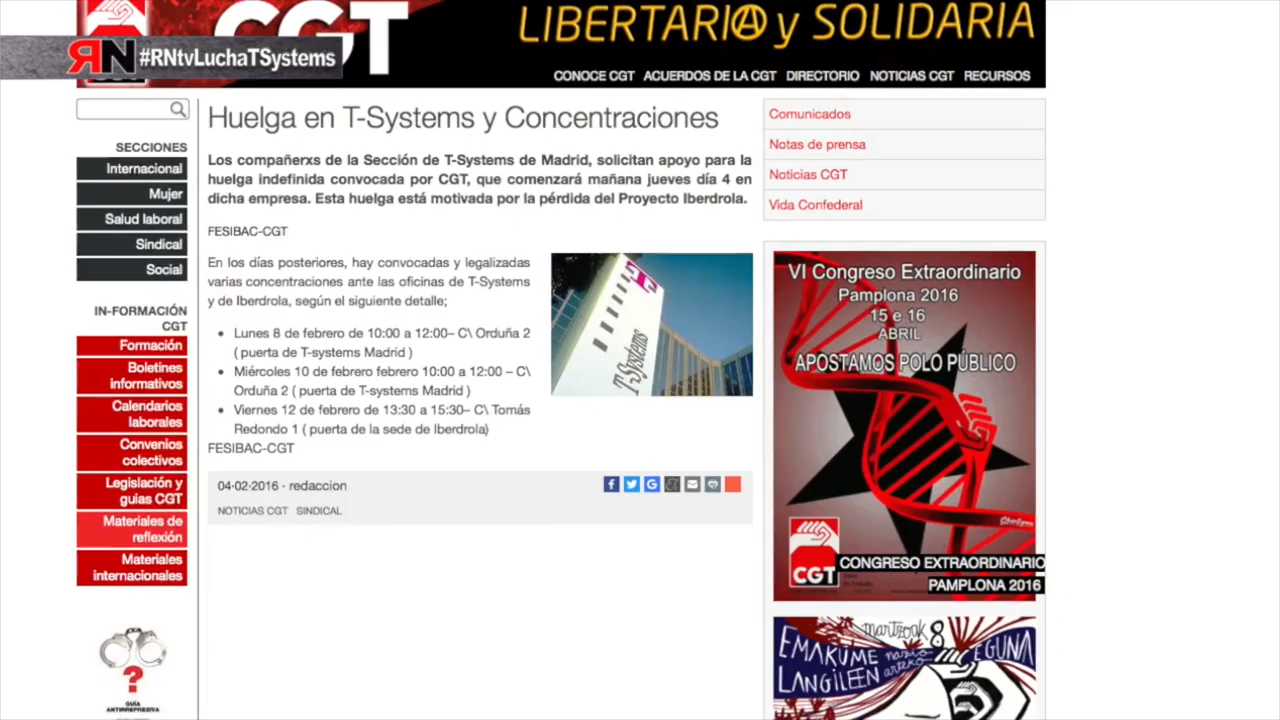 LIBERTARIA y SOLIDARIA
CGT
RN #RNtvLuchaTSystems
CONOCE CGT ACUERDOS DE LA CGT DIRECTORIO NOTICIAS CGT RECURSOS
SECCIONES
Internacional
Mujer
Salud laboral
Sindical
Social
IN-FORMACIÓN
CGT
Formación
Boletines
informativos
Calendarios
laborales
Convenios
colectivos
Legislación y
guias CGT
Materiales de
reflexión
Materiales
internacionales
?
GUÍA
ANTIRREPRESIVA
Huelga en T-Systems y Concentraciones
Los compañerxs de la Sección de T-Systems de Madrid, solicitan apoyo para la
huelga indefinida convocada por CGT, que comenzará mañana jueves día 4 en
dicha empresa. Esta huelga está motivada por la pérdida del Proyecto Iberdrola.
FESIBAC-CGT
En los días posteriores, hay convocadas y legalizadas
varias concentraciones ante las oficinas de T-Systems
y de Iberdrola, según el siguiente detalle;
• Lunes 8 de febrero de 10:00 a 12:00– C\ Orduña 2
( puerta de T-systems Madrid )
• Miércoles 10 de febrero febrero 10:00 a 12:00 – C\
Orduña 2 ( puerta de T-systems Madrid )
• Viernes 12 de febrero de 13:30 a 15:30– C\ Tomás
Redondo 1 ( puerta de la sede de Iberdrola)
FESIBAC-CGT
T-Systems
04-02-2016 · redaccion
NOTICIAS CGT SINDICAL
Comunicados
Notas de prensa
Noticias CGT
Vida Confederal
VI Congreso Extraordinario
Pamplona 2016
15 e 16
ABRIL
APOSTAMOS POLO PÚBLICO
CGT
CONGRESO EXTRAORDINARIO
PAMPLONA 2016
martxoak 8
EMAKUME nazio EGUNA
LANGILEEN arteko